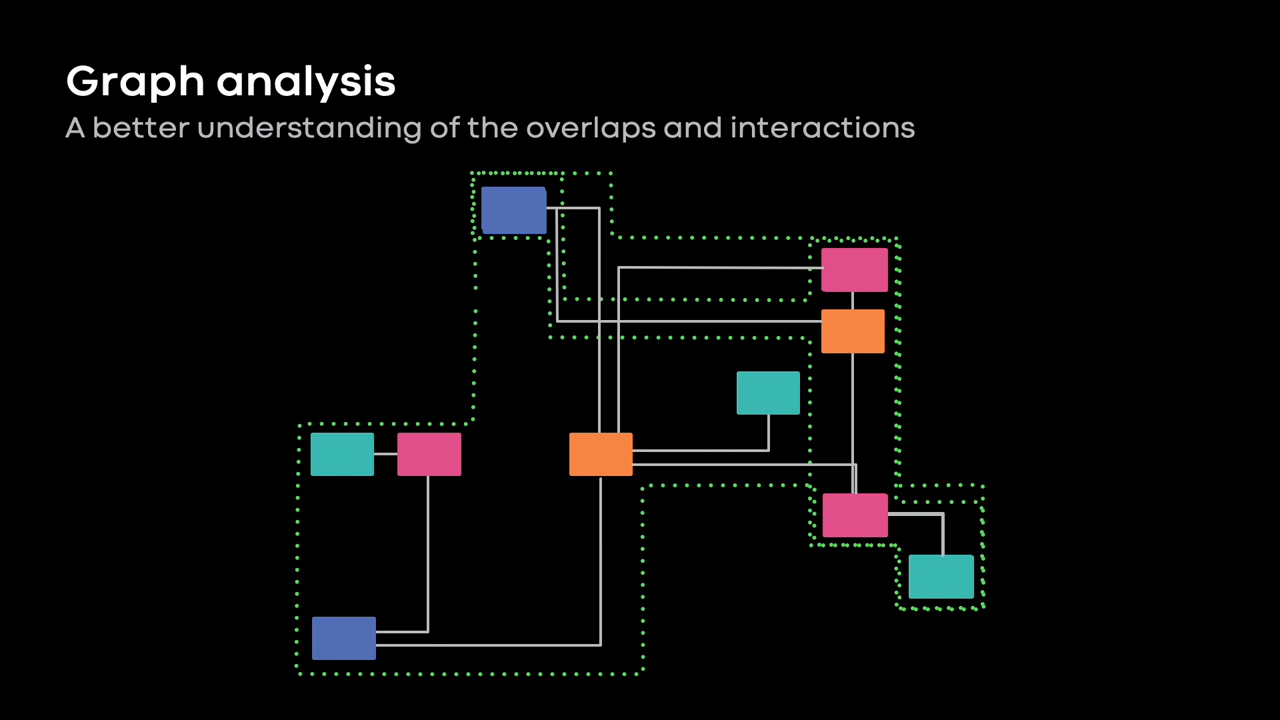 Graph analysis
A better understanding of the overlaps and interactions